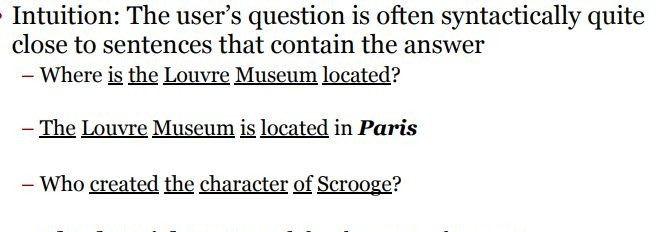 Intuition: The user’s question is often syntactically quite
close to sentences that contain the answer
– Where is the Louvre Museum located?
– The Louvre Museum is located in Paris
– Who created the character of Scrooge?